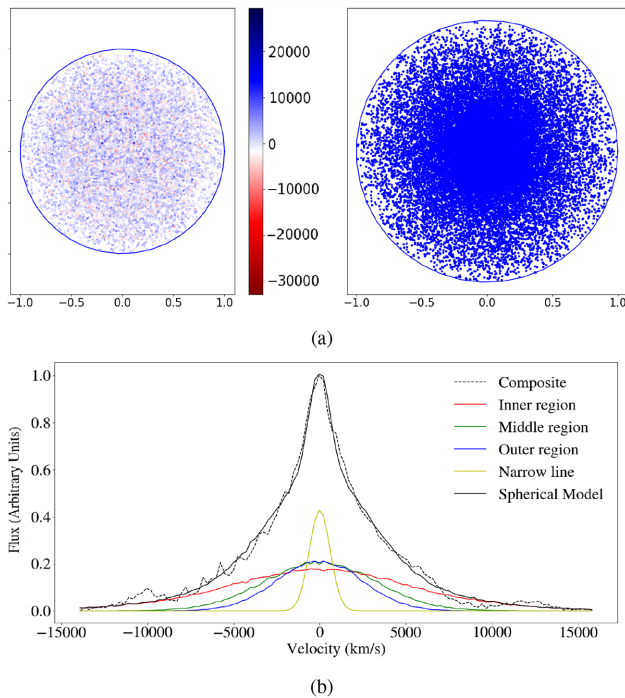 20000
10000
0
−10000
−20000
−30000
−1.0 −0.5 0.0 0.5 1.0
−1.0 −0.5 0.0 0.5 1.0
(a)
1.0
0.8
0.6
0.4
0.2
0.0
Flux (Arbitrary Units)
Composite
Inner region
Middle region
Outer region
Narrow line
Spherical Model
−15000 −10000 −5000 0 5000 10000 15000
Velocity (km/s)
(b)